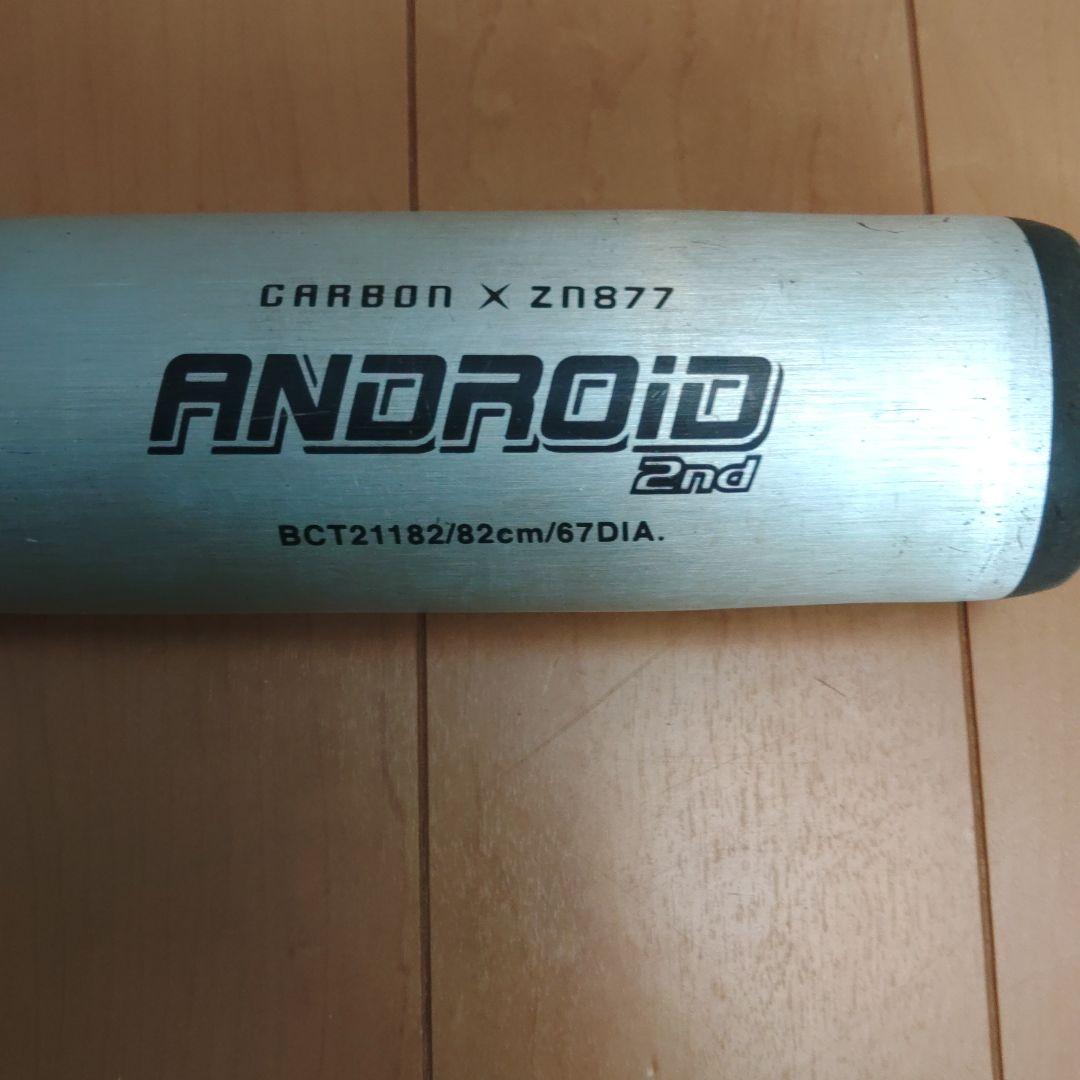 CARBON X ZN877
ANDROiD
2nd
BCT21182/82cm/67DIA.